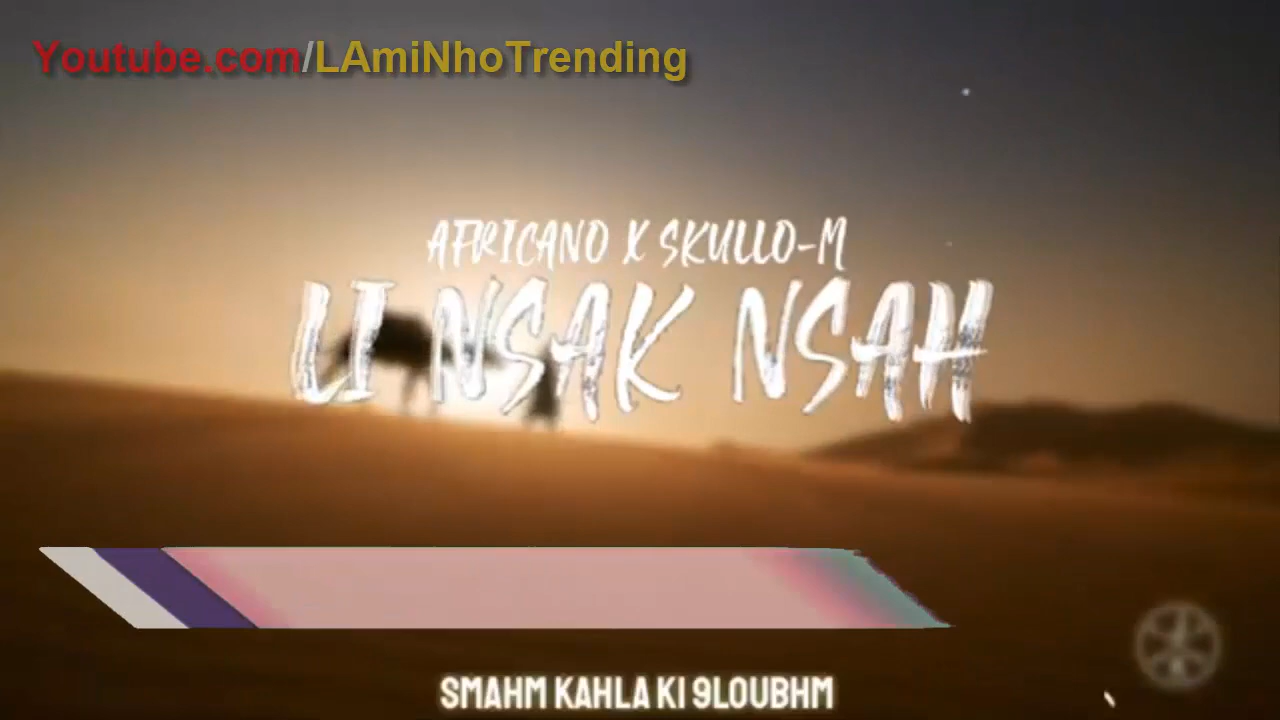 Youtube.com/LAmiNhoTrending
AFRICANO X SKULLO-M
LI NSAK NSAH
SMAHM KAHLA KI 9LOUBHM